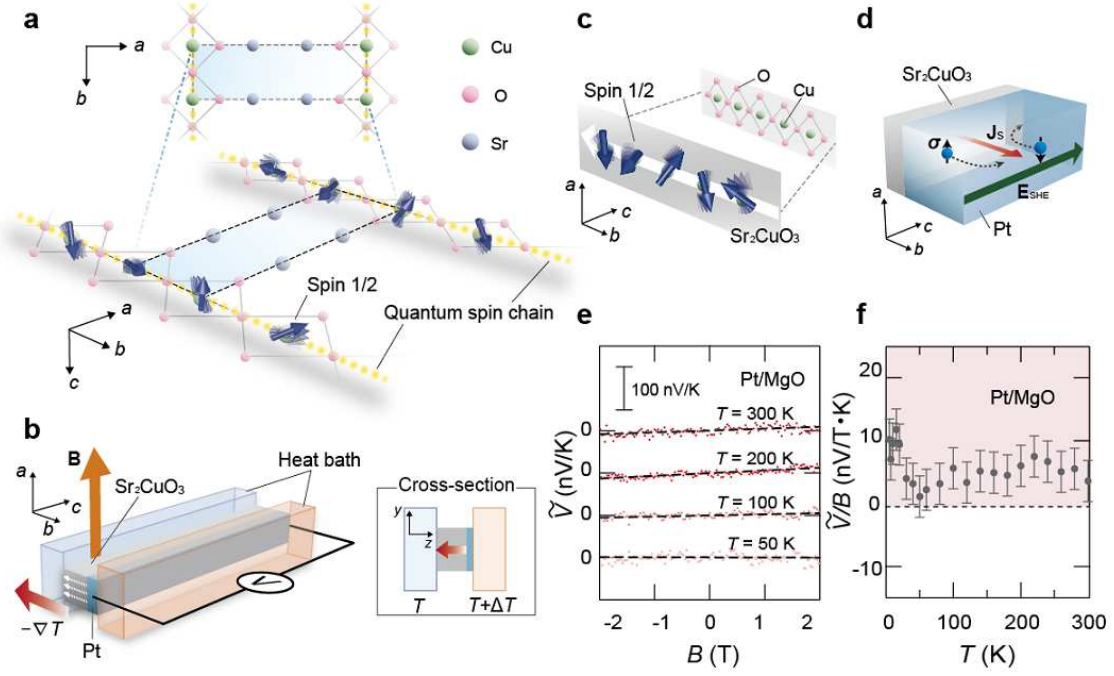 a
a
b
Cu
O
Sr
Spin 1/2
Quantum spin chain
a
b
c
b
B
a
c
b
Sr₂CuO₃
Heat bath
V
−∇T
Pt
Cross-section
y
z
T
T+ΔT
c
O
Cu
Spin 1/2
a
c
b
Sr₂CuO₃
d
Sr₂CuO₃
σ
Jₛ
E_SHE
a
c
b
Pt
e
100 nV/K
Pt/MgO
T = 300 K
0
T = 200 K
0
T = 100 K
0
T = 50 K
0
Ṽ (nV/K)
-2 -1 0 1 2
B (T)
f
20
10
0
-10
Pt/MgO
Ṽ/B (nV/T•K)
0 100 200 300
T (K)